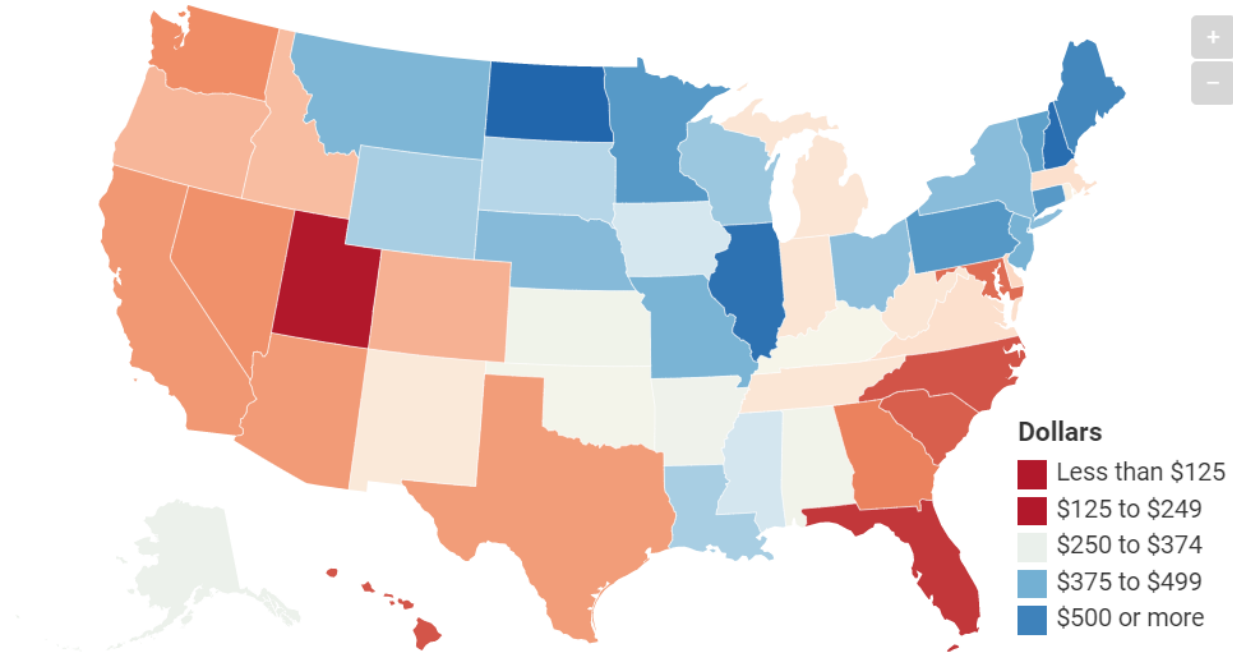 +
−
Dollars
Less than $125
$125 to $249
$250 to $374
$375 to $499
$500 or more